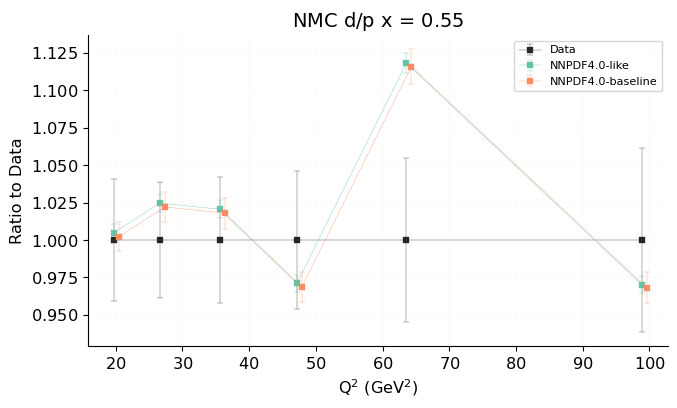 NMC d/p x = 0.55
Data
NNPDF4.0-like
NNPDF4.0-baseline
Ratio to Data
1.125
1.100
1.075
1.050
1.025
1.000
0.975
0.950
20 30 40 50 60 70 80 90 100
Q² (GeV²)